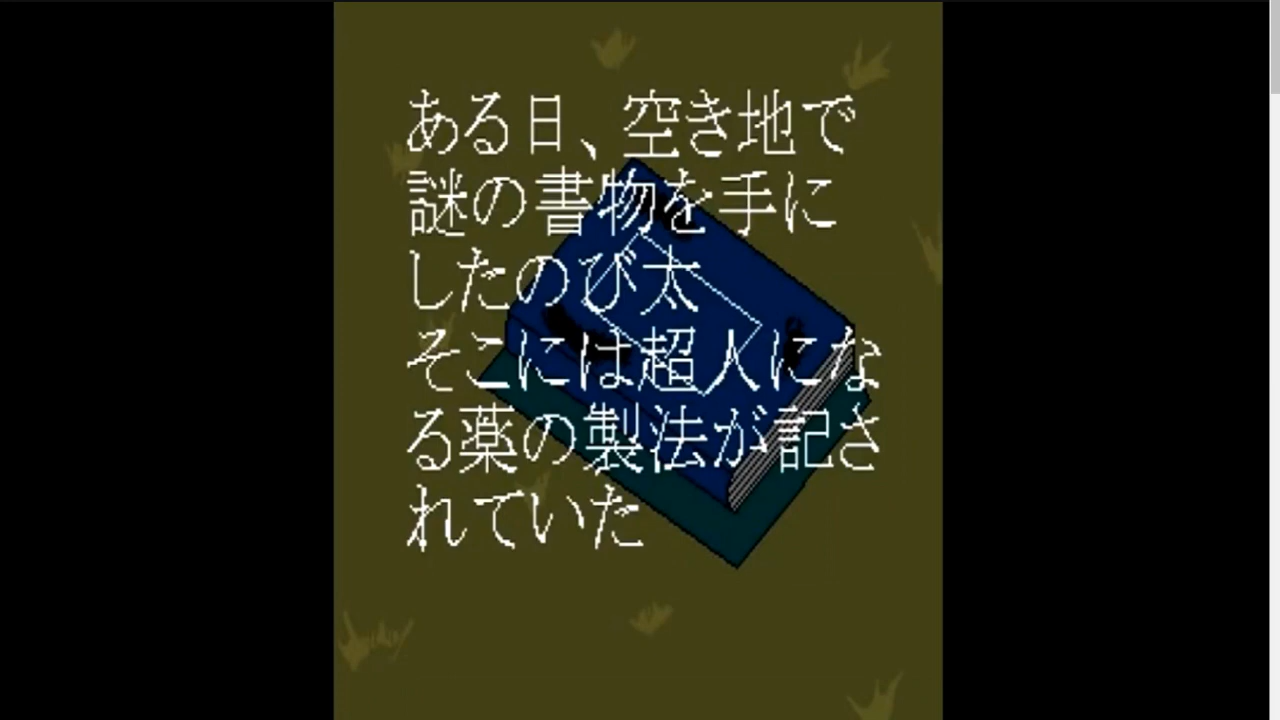 ある日、空き地で
謎の書物を手に
したのび太
そこには超人にな
る薬の製法が記さ
れていた